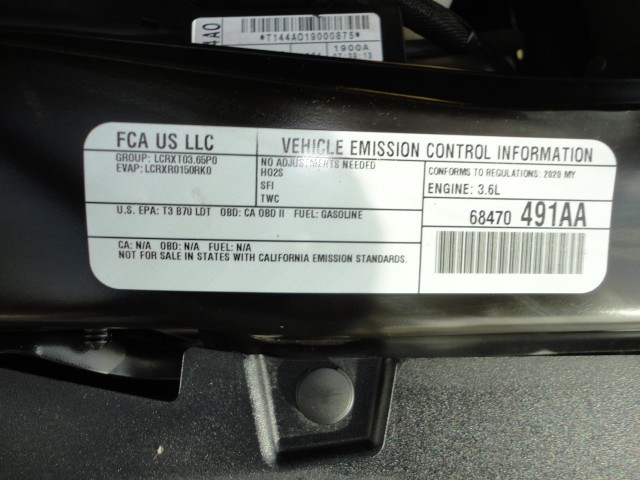 4AO
*T144AO19000875*
1900A
FCA US LLC
GROUP: LCRXT03.65P0
EVAP: LCRXR0150RK0
VEHICLE EMISSION CONTROL INFORMATION
NO ADJUSTMENTS NEEDED
HO2S
SFI
TWC
CONFORMS TO REGULATIONS: 2020 MY
ENGINE: 3.6L
U.S. EPA: T3 B70 LDT OBD: CA OBD II FUEL: GASOLINE
68470 491AA
CA: N/A OBD: N/A FUEL: N/A
NOT FOR SALE IN STATES WITH CALIFORNIA EMISSION STANDARDS.